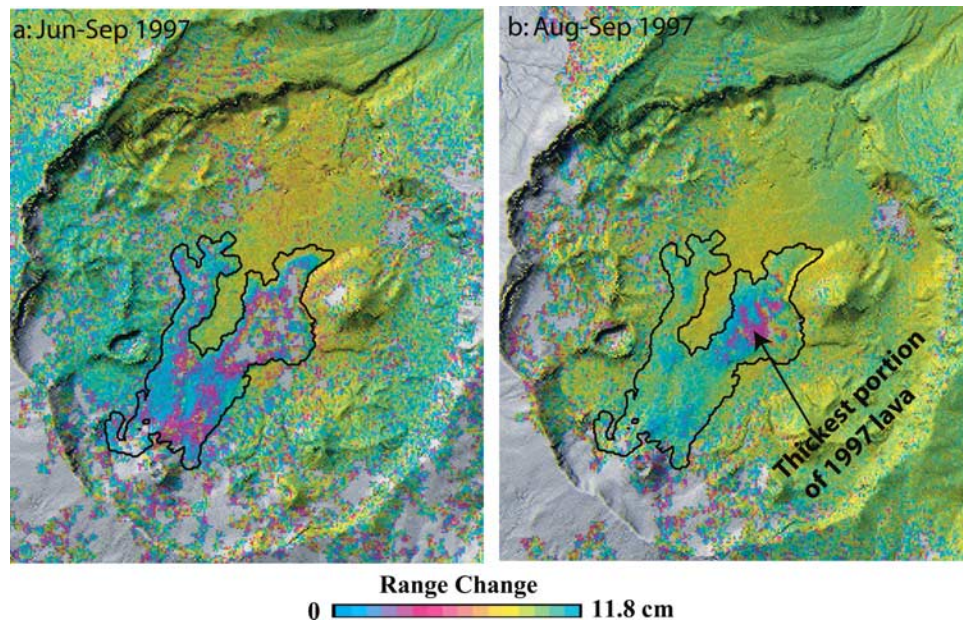 a: Jun-Sep 1997
b: Aug-Sep 1997
Thickest portion
of 1997 lava
Range Change
0
11.8 cm